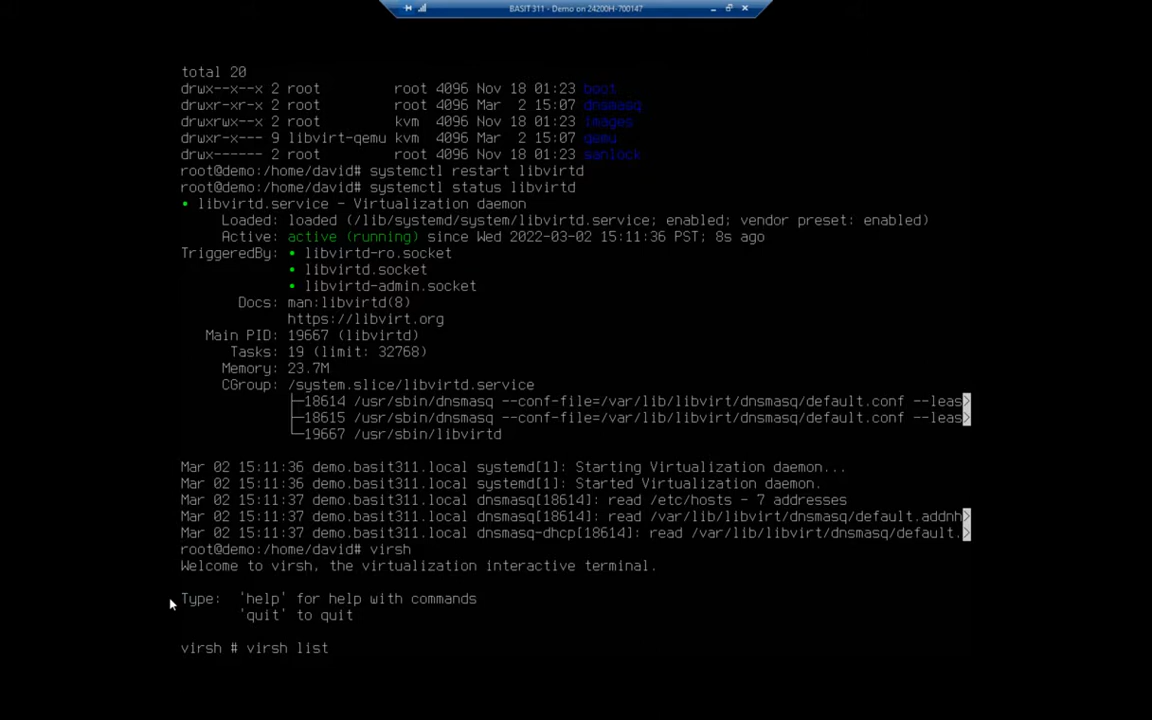 BASIT 311 - Demo on 24200H-700147
total 20
drwx--x--x 2 root         root 4096 Nov 18 01:23 boot
drwxr-xr-x 2 root         root 4096 Mar  2 15:07 dnsmasq
drwxrwx--x 2 root         kvm  4096 Nov 18 01:23 images
drwxr-x--- 9 libvirt-qemu kvm  4096 Mar  2 15:07 qemu
drwx------ 2 root         root 4096 Nov 18 01:23 sanlock
root@demo:/home/david# systemctl restart libvirtd
root@demo:/home/david# systemctl status libvirtd
● libvirtd.service - Virtualization daemon
Loaded: loaded (/lib/systemd/system/libvirtd.service; enabled; vendor preset: enabled)
Active: active (running) since Wed 2022-03-02 15:11:36 PST; 8s ago
TriggeredBy: ● libvirtd-ro.socket
● libvirtd.socket
● libvirtd-admin.socket
Docs: man:libvirtd(8)
https://libvirt.org
Main PID: 19667 (libvirtd)
Tasks: 19 (limit: 32768)
Memory: 23.7M
CGroup: /system.slice/libvirtd.service
├─18614 /usr/sbin/dnsmasq --conf-file=/var/lib/libvirt/dnsmasq/default.conf --leas>
├─18615 /usr/sbin/dnsmasq --conf-file=/var/lib/libvirt/dnsmasq/default.conf --leas>
└─19667 /usr/sbin/libvirtd
Mar 02 15:11:36 demo.basit311.local systemd[1]: Starting Virtualization daemon...
Mar 02 15:11:36 demo.basit311.local systemd[1]: Started Virtualization daemon.
Mar 02 15:11:37 demo.basit311.local dnsmasq[18614]: read /etc/hosts - 7 addresses
Mar 02 15:11:37 demo.basit311.local dnsmasq[18614]: read /var/lib/libvirt/dnsmasq/default.addnh>
Mar 02 15:11:37 demo.basit311.local dnsmasq-dhcp[18614]: read /var/lib/libvirt/dnsmasq/default.>
root@demo:/home/david# virsh
Welcome to virsh, the virtualization interactive terminal.
Type:  'help' for help with commands
'quit' to quit
virsh # virsh list